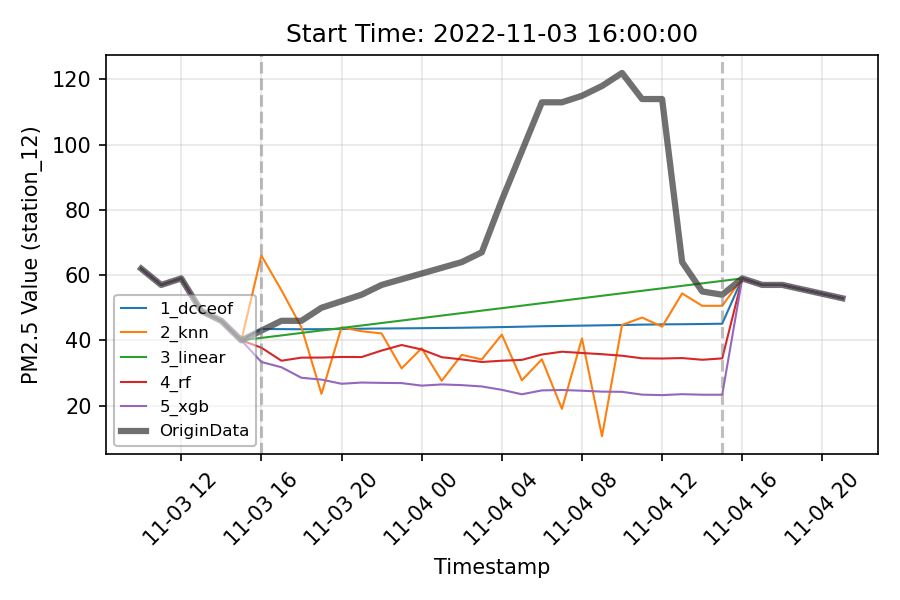 Start Time: 2022-11-03 16:00:00
PM2.5 Value (station_12)
120
100
80
60
40
20
1_dcceof
2_knn
3_linear
4_rf
5_xgb
OriginData
11-03 12
11-03 16
11-03 20
11-04 00
11-04 04
11-04 08
11-04 12
11-04 16
11-04 20
Timestamp